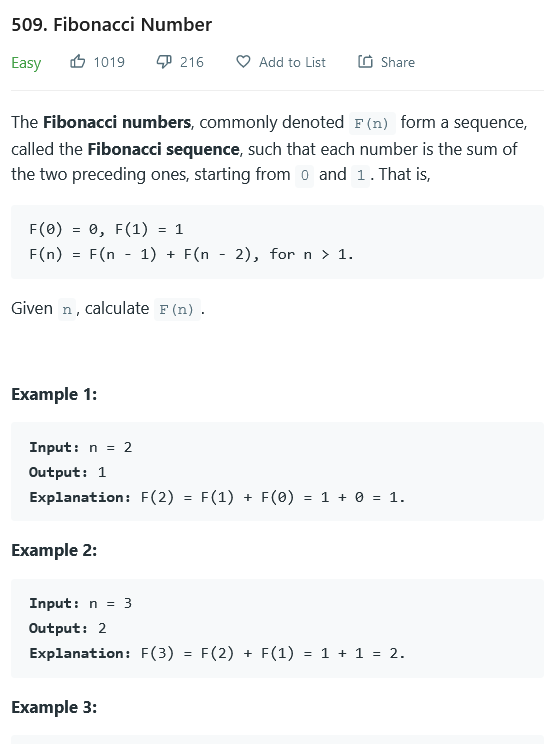 509. Fibonacci Number
Easy 1019 216 Add to List Share
The Fibonacci numbers, commonly denoted F(n) form a sequence,
called the Fibonacci sequence, such that each number is the sum of
the two preceding ones, starting from 0 and 1. That is,
F(0) = 0, F(1) = 1
F(n) = F(n - 1) + F(n - 2), for n > 1.
Given n, calculate F(n).
Example 1:
Input: n = 2
Output: 1
Explanation: F(2) = F(1) + F(0) = 1 + 0 = 1.
Example 2:
Input: n = 3
Output: 2
Explanation: F(3) = F(2) + F(1) = 1 + 1 = 2.
Example 3: